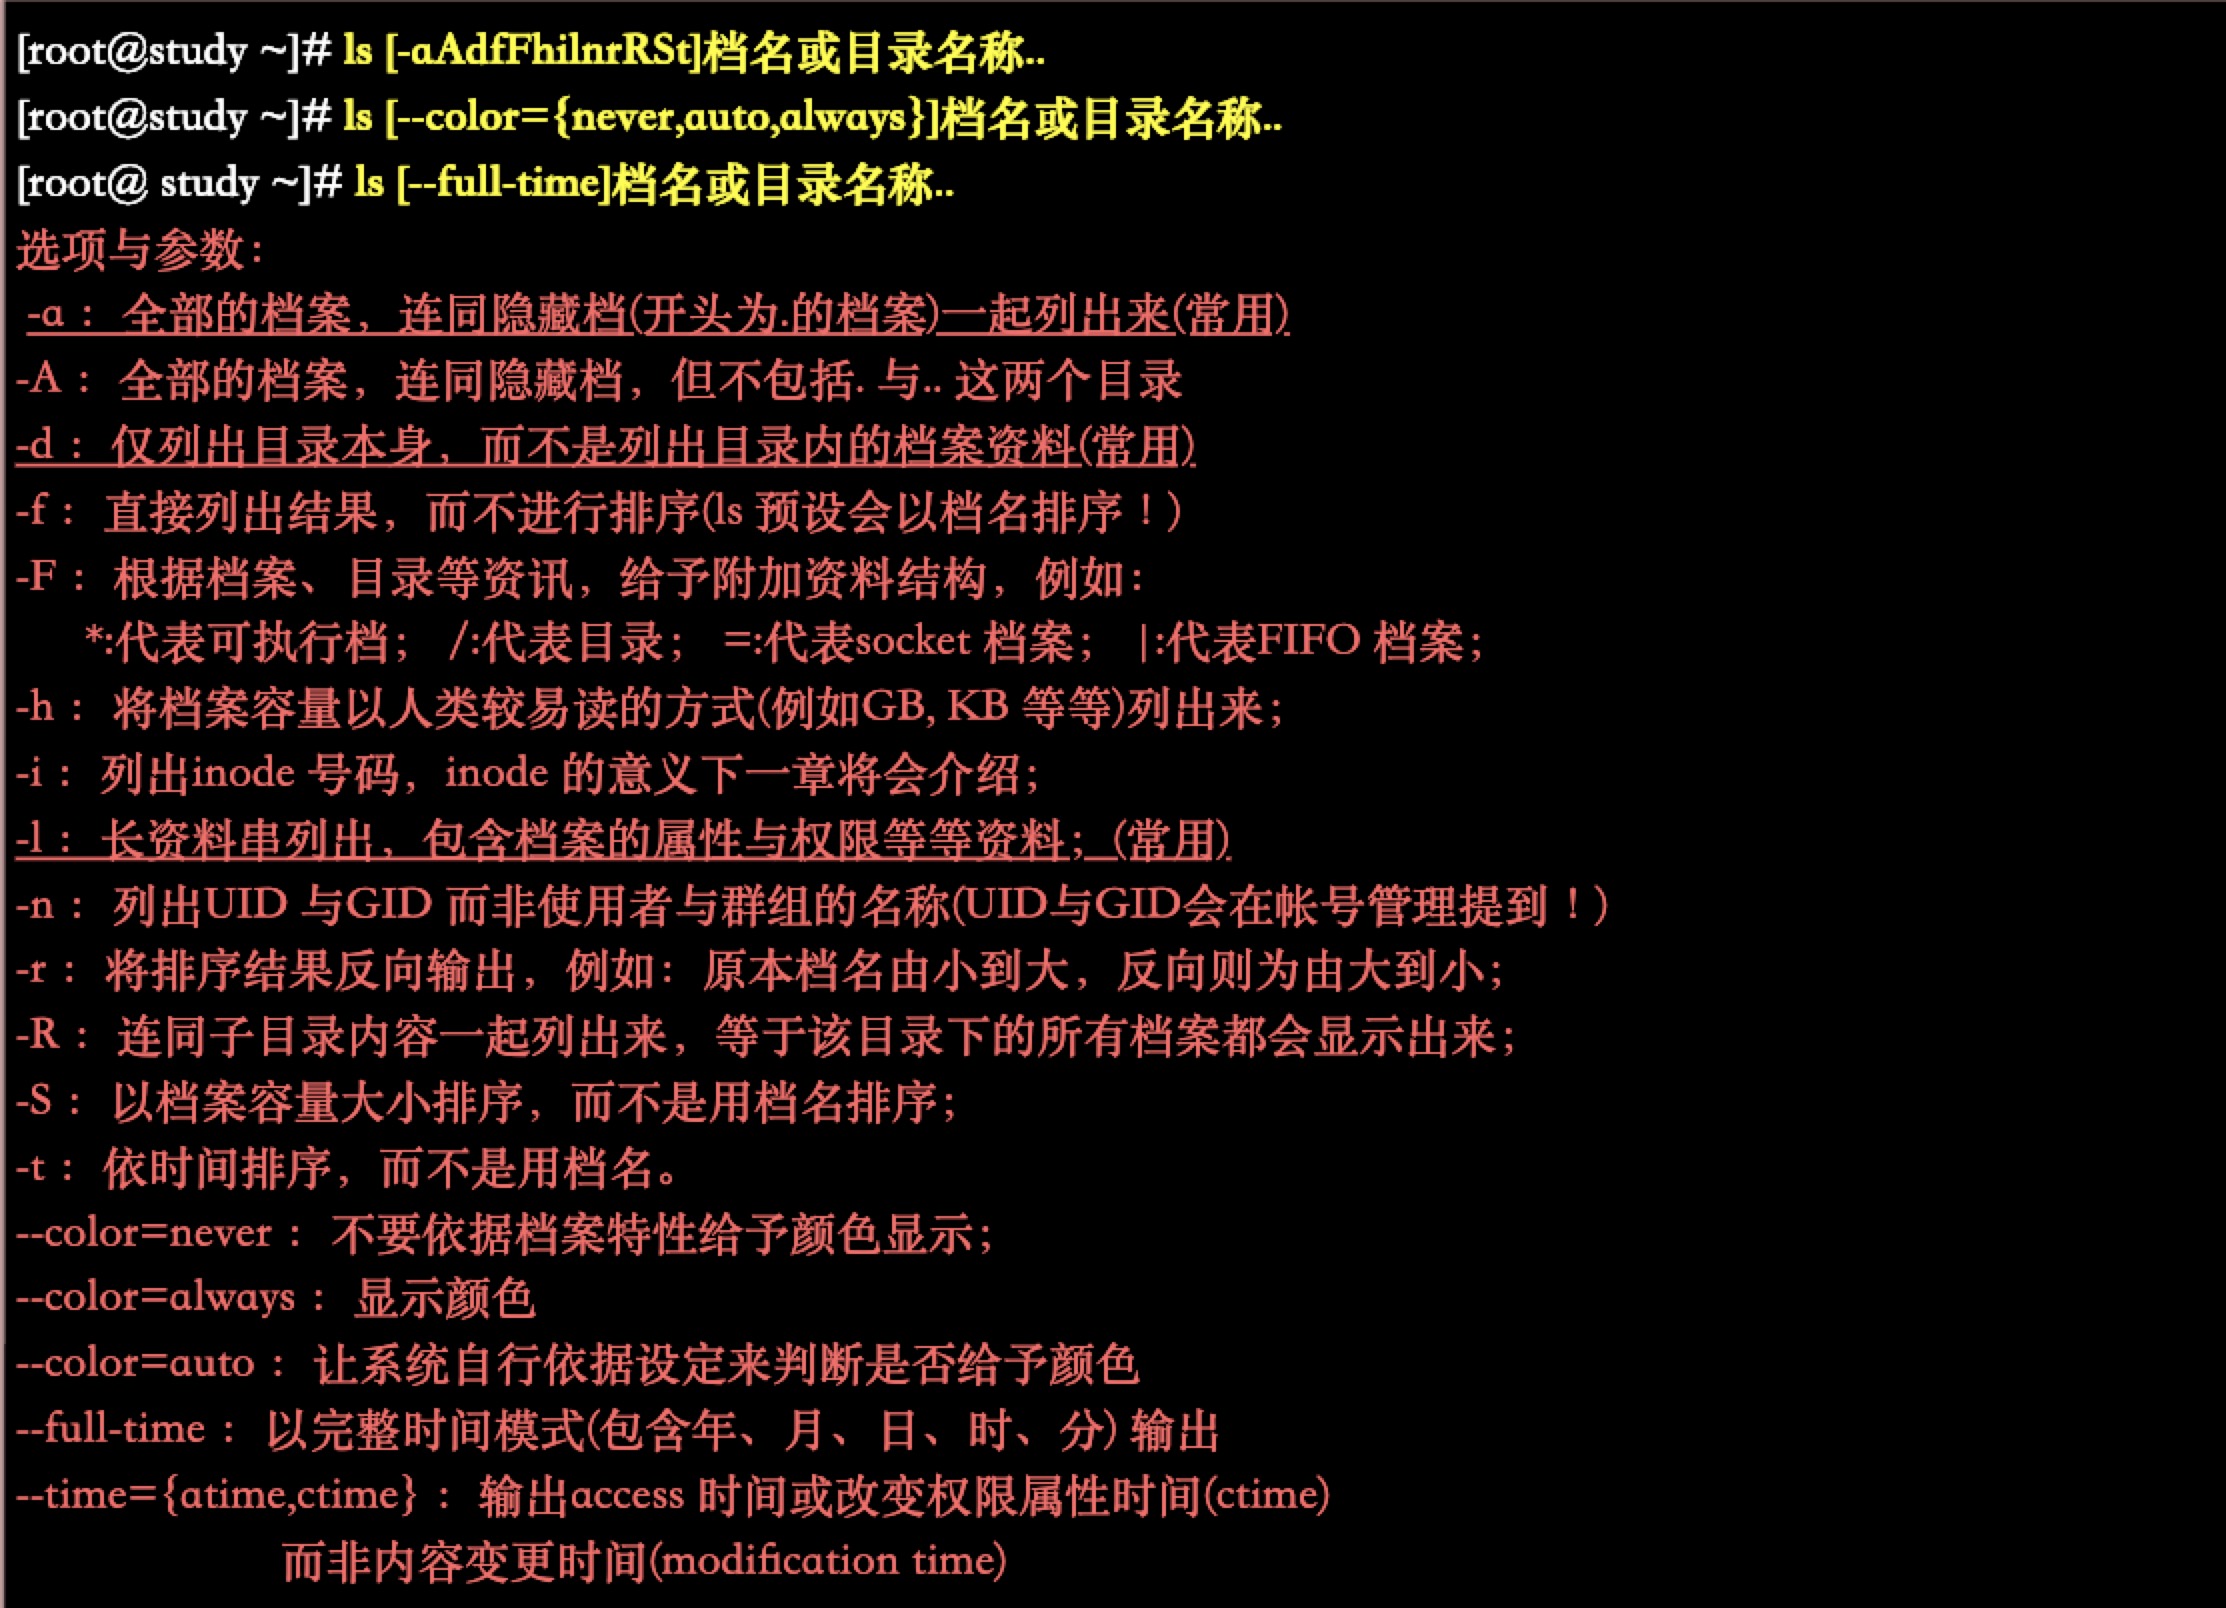 [root@study ~]# ls [-aAdfFhilnrRSt]档名或目录名称..
[root@study ~]# ls [--color={never,auto,always}]档名或目录名称..
[root@ study ~]# ls [--full-time]档名或目录名称..
选项与参数：
-a： 全部的档案，连同隐藏档(开头为.的档案)一起列出来(常用)
-A： 全部的档案，连同隐藏档，但不包括. 与.. 这两个目录
-d： 仅列出目录本身，而不是列出目录内的档案资料(常用)
-f： 直接列出结果，而不进行排序(ls 预设会以档名排序！)
-F： 根据档案、目录等资讯，给予附加资料结构，例如：
*:代表可执行档； /:代表目录； =:代表socket 档案； |:代表FIFO 档案；
-h： 将档案容量以人类较易读的方式(例如GB, KB 等等)列出来；
-i： 列出inode 号码，inode 的意义下一章将会介绍；
-l： 长资料串列出，包含档案的属性与权限等等资料；(常用)
-n： 列出UID 与GID 而非使用者与群组的名称(UID与GID会在帐号管理提到！)
-r： 将排序结果反向输出，例如：原本档名由小到大，反向则为由大到小；
-R： 连同子目录内容一起列出来，等于该目录下的所有档案都会显示出来；
-S： 以档案容量大小排序，而不是用档名排序；
-t： 依时间排序，而不是用档名。
--color=never： 不要依据档案特性给予颜色显示；
--color=always： 显示颜色
--color=auto： 让系统自行依据设定来判断是否给予颜色
--full-time： 以完整时间模式(包含年、月、日、时、分) 输出
--time={atime,ctime}： 输出access 时间或改变权限属性时间(ctime)
而非内容变更时间(modification time)